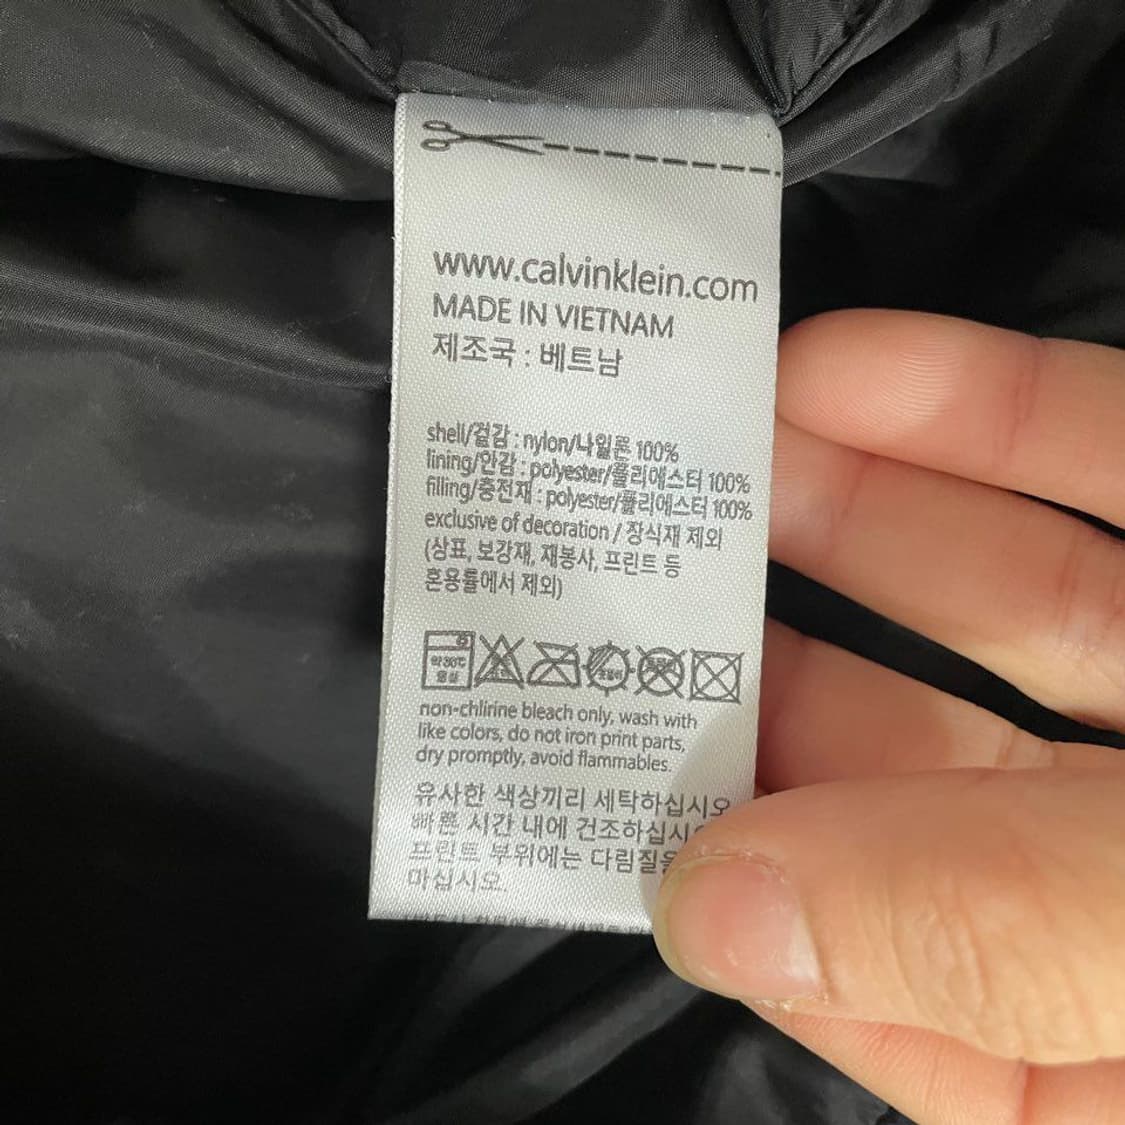 www.calvinklein.com
MADE IN VIETNAM
제조국 : 베트남
shell/겉감 : nylon/나일론 100%
lining/안감 : polyester/폴리에스터 100%
filling/충전재 : polyester/폴리에스터 100%
exclusive of decoration / 장식재 제외
(상표, 보강재, 재봉사, 프린트 등
혼용률에서 제외)
약30℃
중성
non-chlirine bleach only, wash with
like colors, do not iron print parts,
dry promptly, avoid flammables.
유사한 색상끼리 세탁하십시오
빠른 시간 내에 건조하십시
프린트 부위에는 다림질을
마십시오.